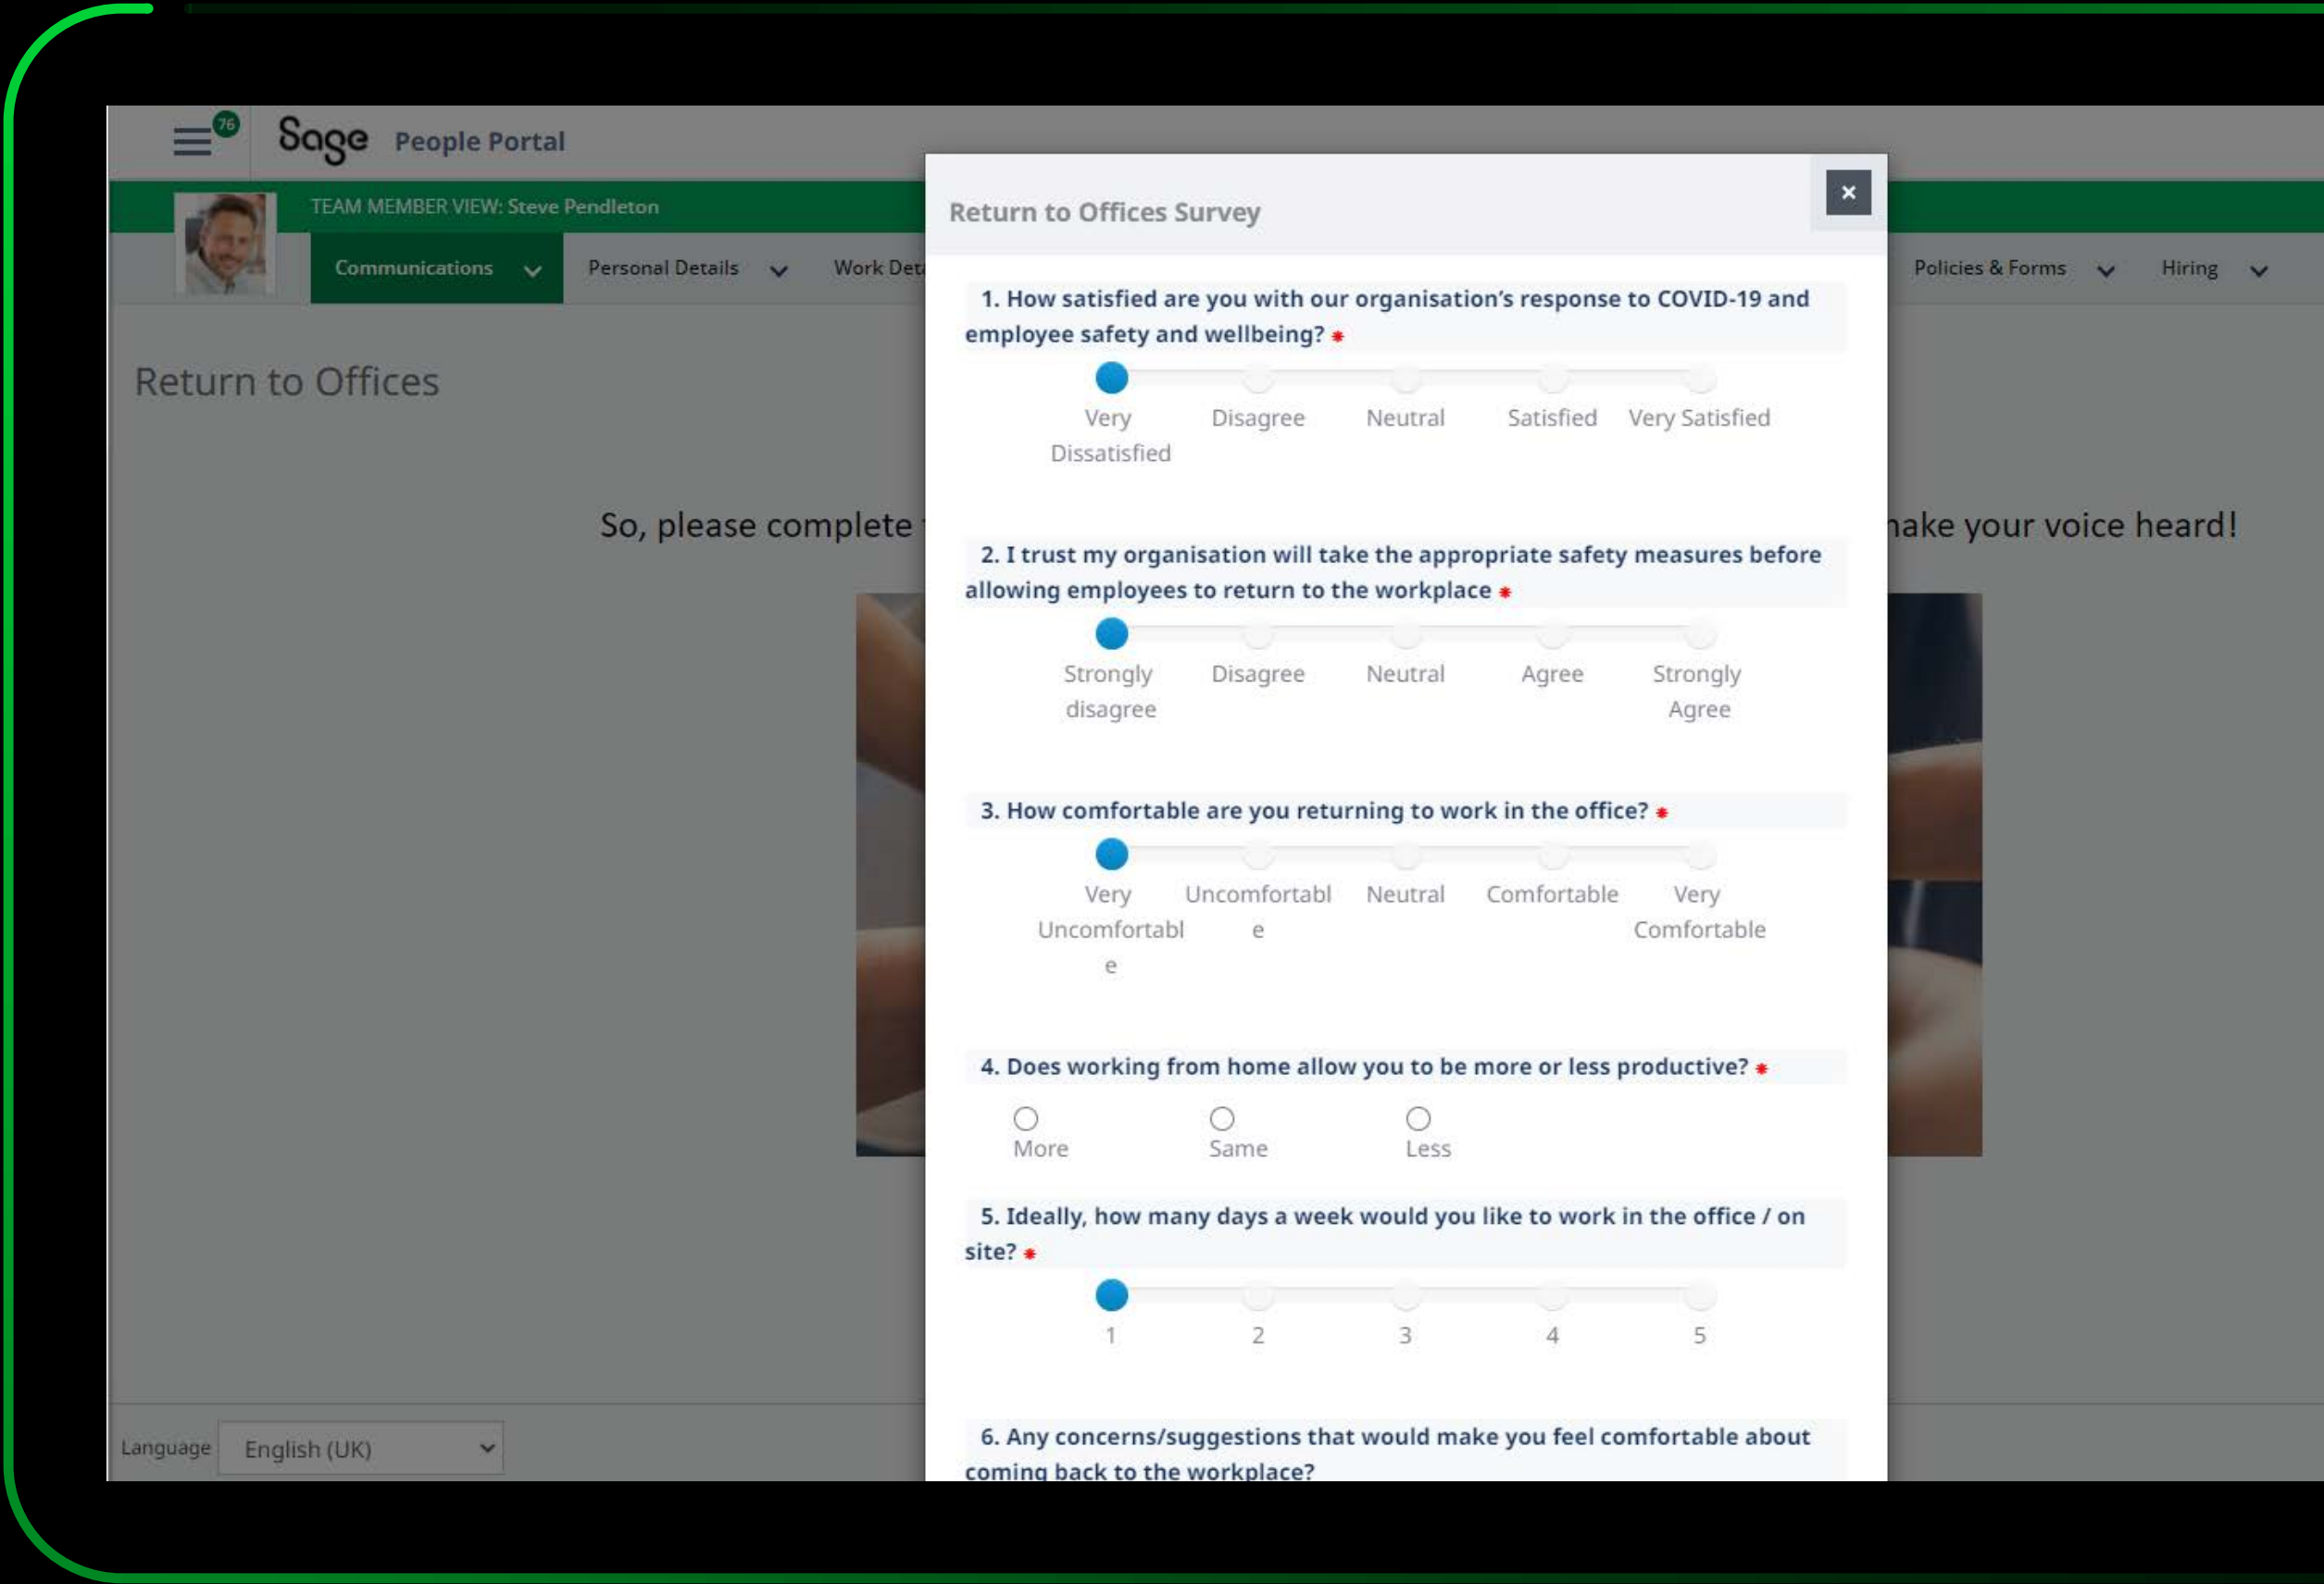 76
Sage People Portal
TEAM MEMBER VIEW: Steve Pendleton
Communications Personal Details Work Policies & Forms Hiring
Return to Offices
So, please complete
your voice heard!
Language English (UK)
Return to Offices Survey
×
1. How satisfied are you with our organisation's response to COVID-19 and
employee safety and wellbeing? *
Very Disagree Neutral Satisfied Very Satisfied
Dissatisfied
2. I trust my organisation will take the appropriate safety measures before
allowing employees to return to the workplace *
Strongly Disagree Neutral Agree Strongly
disagree Agree
3. How comfortable are you returning to work in the office? *
Very Uncomfortabl Neutral Comfortable Very
Uncomfortabl e Comfortable
e
4. Does working from home allow you to be more or less productive? *
More Same Less
5. Ideally, how many days a week would you like to work in the office / on
site? *
1 2 3 4 5
6. Any concerns/suggestions that would make you feel comfortable about
coming back to the workplace?